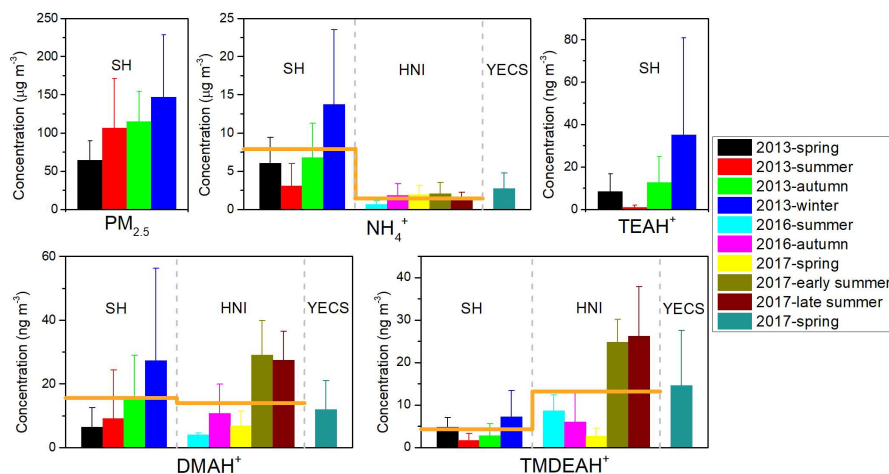 Concentration (μg m⁻³)
250
200
150
100
50
0
SH
PM₂.₅
Concentration (μg m⁻³)
25
20
15
10
5
0
SH
HNI
YECS
NH₄⁺
Concentration (ng m⁻³)
80
60
40
20
0
SH
TEAH⁺
2013-spring
2013-summer
2013-autumn
2013-winter
2016-summer
2016-autumn
2017-spring
2017-early summer
2017-late summer
2017-spring
Concentration (ng m⁻³)
60
40
20
0
SH
HNI
YECS
DMAH⁺
Concentration (ng m⁻³)
50
40
30
20
10
0
SH
HNI
YECS
TMDEAH⁺